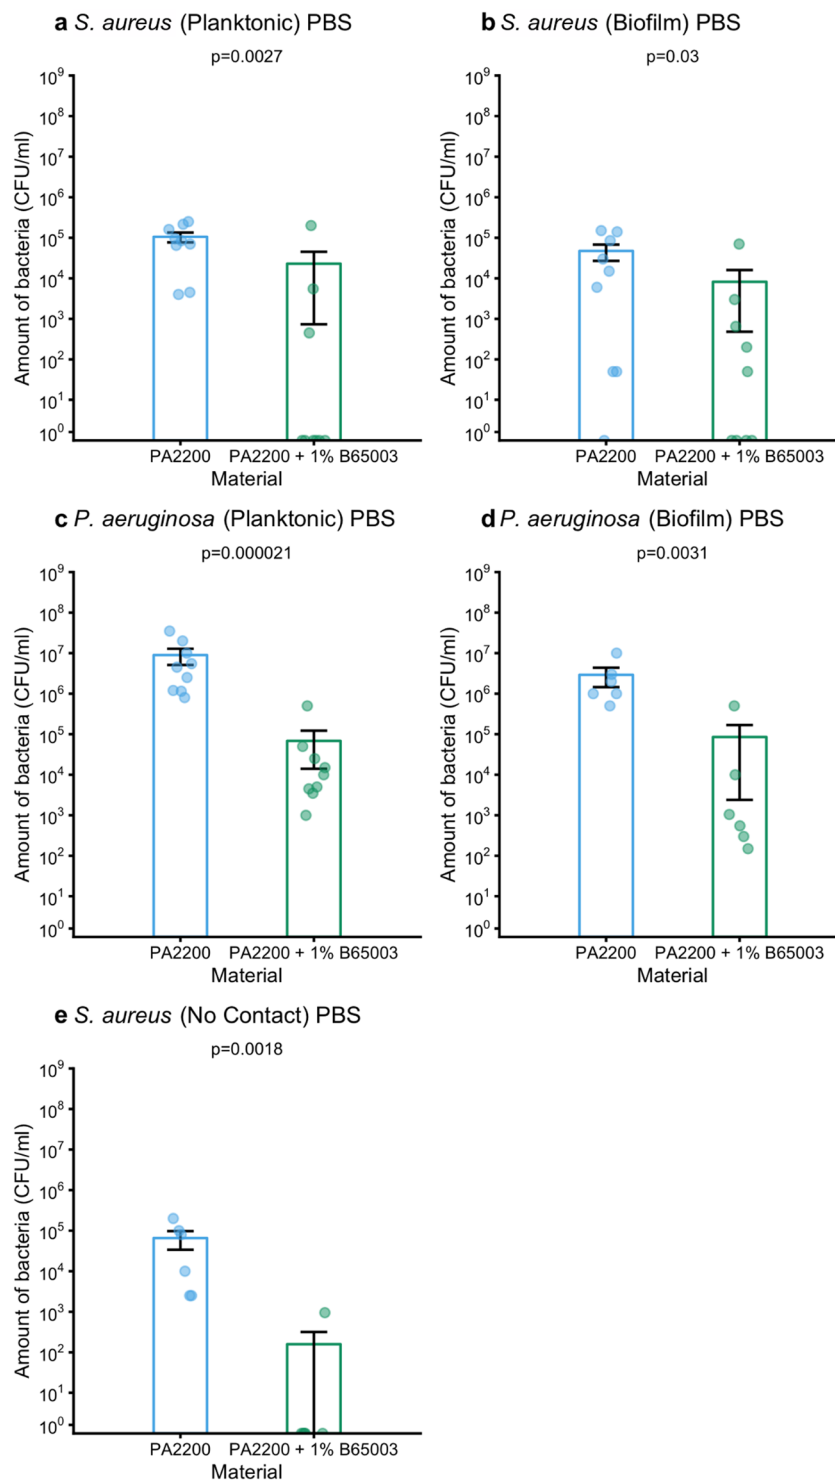 a S. aureus (Planktonic) PBS
p=0.0027
Amount of bacteria (CFU/ml)
10⁹
10⁸
10⁷
10⁶
10⁵
10⁴
10³
10²
10¹
10⁰
PA2200 PA2200 + 1% B65003
Material
b S. aureus (Biofilm) PBS
p=0.03
Amount of bacteria (CFU/ml)
10⁹
10⁸
10⁷
10⁶
10⁵
10⁴
10³
10²
10¹
10⁰
PA2200 PA2200 + 1% B65003
Material
c P. aeruginosa (Planktonic) PBS
p=0.000021
Amount of bacteria (CFU/ml)
10⁹
10⁸
10⁷
10⁶
10⁵
10⁴
10³
10²
10¹
10⁰
PA2200 PA2200 + 1% B65003
Material
d P. aeruginosa (Biofilm) PBS
p=0.0031
Amount of bacteria (CFU/ml)
10⁹
10⁸
10⁷
10⁶
10⁵
10⁴
10³
10²
10¹
10⁰
PA2200 PA2200 + 1% B65003
Material
e S. aureus (No Contact) PBS
p=0.0018
Amount of bacteria (CFU/ml)
10⁹
10⁸
10⁷
10⁶
10⁵
10⁴
10³
10²
10¹
10⁰
PA2200 PA2200 + 1% B65003
Material